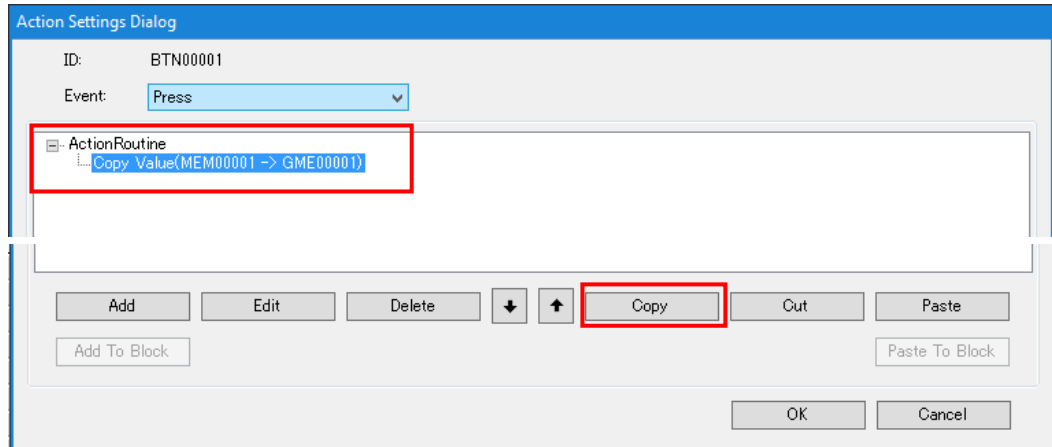 Action Settings Dialog
ID: BTN00001
Event: Press
ActionRoutine
Copy Value(MEM00001 -> GME00001)
Add Edit Delete Copy Cut Paste
Add To Block Paste To Block
OK Cancel